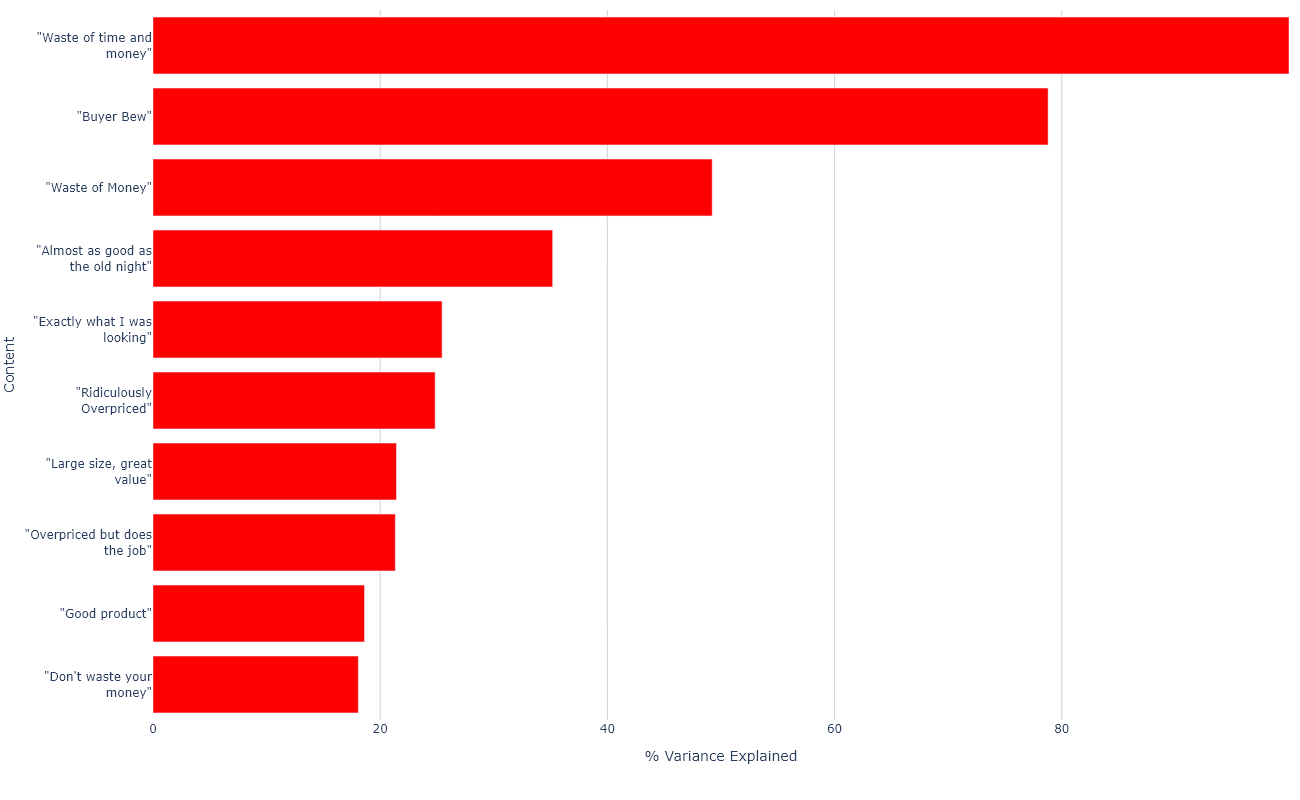 "Waste of time and
money"
"Buyer Bew"
"Waste of Money"
"Almost as good as
the old night"
"Exactly what I was
looking"
"Ridiculously
Overpriced"
"Large size, great
value"
"Overpriced but does
the job"
"Good product"
"Don't waste your
money"
Content
0
20
40
60
80
% Variance Explained